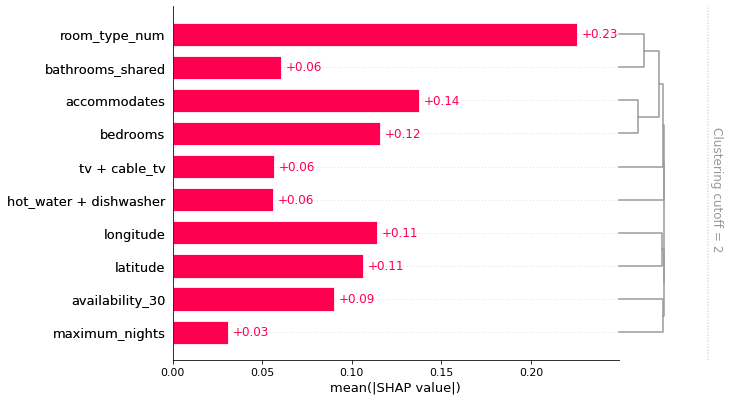 room_type_num +0.23
bathrooms_shared +0.06
accommodates +0.14
bedrooms +0.12
tv + cable_tv +0.06
hot_water + dishwasher +0.06
longitude +0.11
latitude +0.11
availability_30 +0.09
maximum_nights +0.03
0.00 0.05 0.10 0.15 0.20
mean(|SHAP value|)
Clustering cutoff = 2